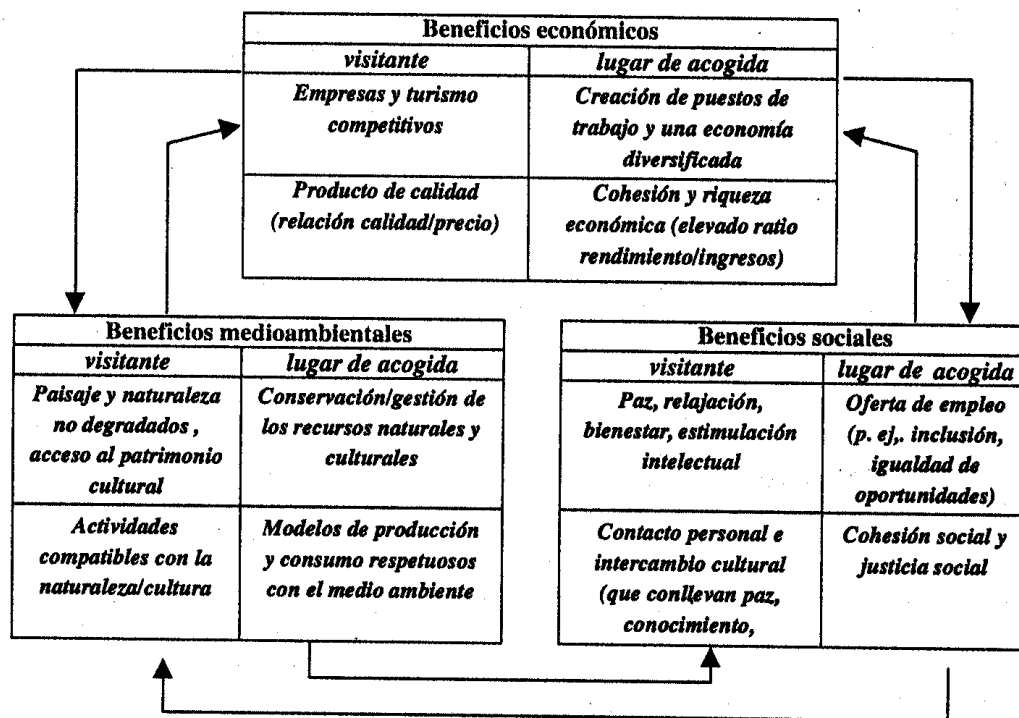 Beneficios económicos
visitante
lugar de acogida
Empresas y turismo
competitivos
Creación de puestos de
trabajo y una economía
diversificada
Producto de calidad
(relación calidad/precio)
Cohesión y riqueza
económica (elevado ratio
rendimiento/ingresos)
Beneficios medioambientales
visitante
lugar de acogida
Paisaje y naturaleza
no degradados ,
acceso al patrimonio
cultural
Conservación/gestión de
los recursos naturales y
culturales
Actividades
compatibles con la
naturaleza/cultura
Modelos de producción
y consumo respetuosos
con el medio ambiente
Beneficios sociales
visitante
lugar de acogida
Paz, relajación,
bienestar, estimulación
intelectual
Oferta de empleo
(p. ej,. inclusión,
igualdad de
oportunidades)
Contacto personal e
intercambio cultural
(que conllevan paz,
conocimiento,
Cohesión social y
justicia social